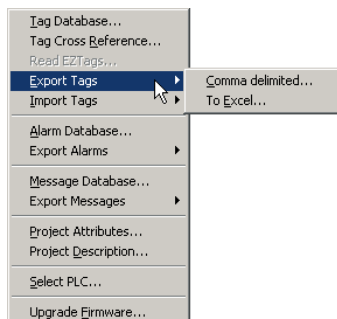 Tag Database...
Tag Cross Reference...
Read EZTags...
Export Tags
Comma delimited...
Import Tags
To Excel...
Alarm Database...
Export Alarms
Message Database...
Export Messages
Project Attributes...
Project Description...
Select PLC...
Upgrade Firmware...